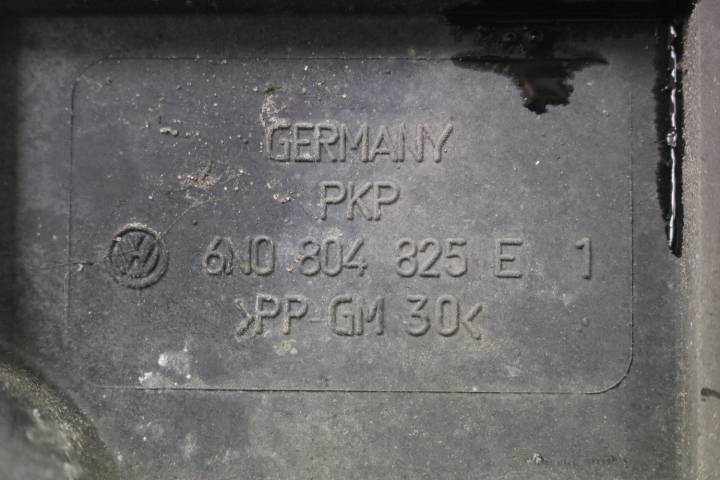 GERMANY
PKP
6N0 804 825 E 1
>PP-GM 30<